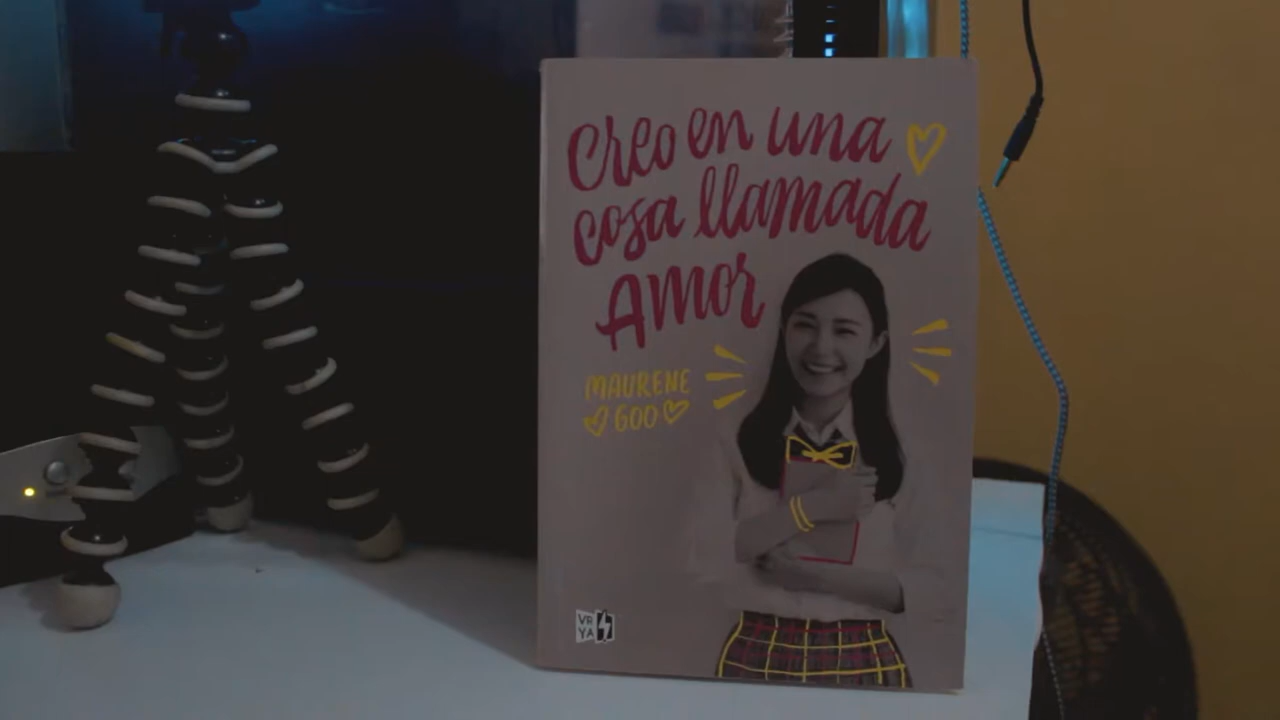 Creo en una
cosa llamada
Amor
MAURENE
GOO
VR
YA